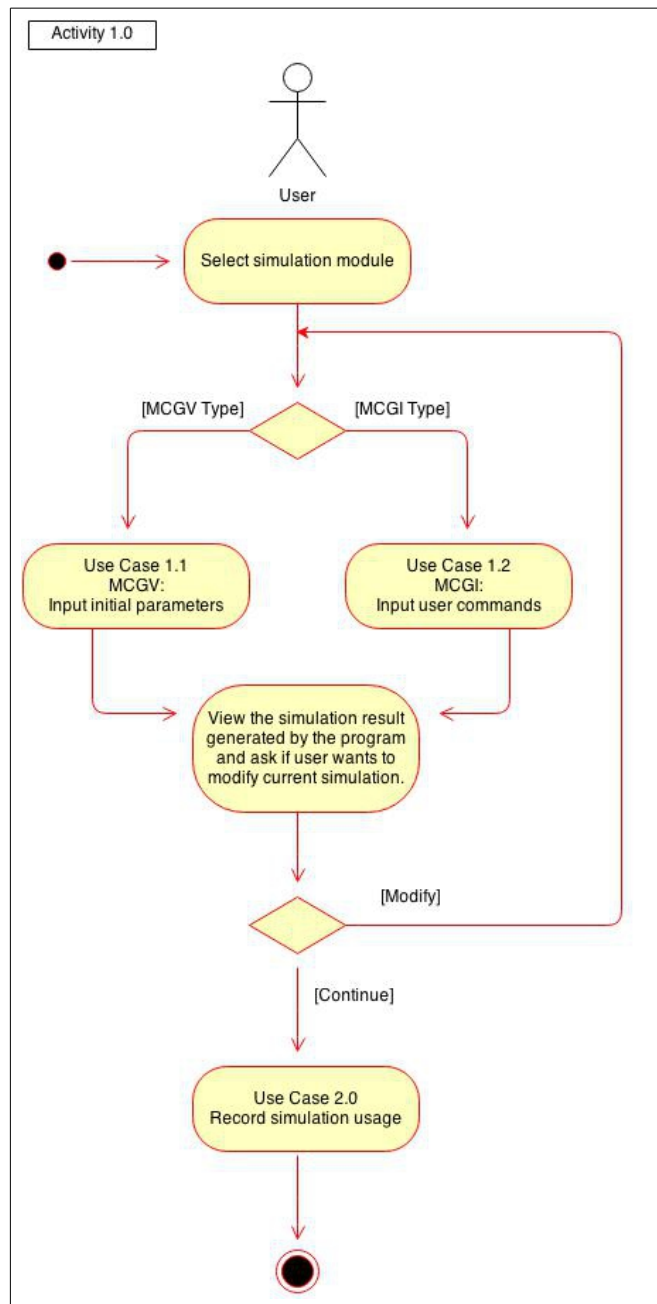 Activity 1.0
User
Select simulation module
[MCGV Type]
[MCGI Type]
Use Case 1.1
MCGV:
Input initial parameters
Use Case 1.2
MCGI:
Input user commands
View the simulation result
generated by the program
and ask if user wants to
modify current simulation.
[Modify]
[Continue]
Use Case 2.0
Record simulation usage